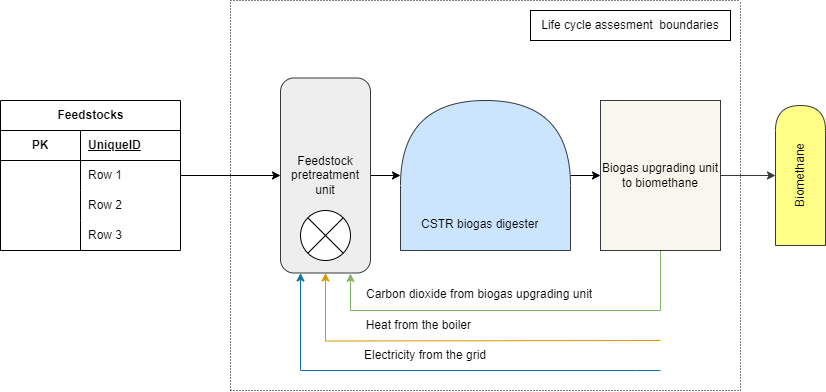 Life cycle assesment boundaries
Feedstocks
PK UniqueID
Row 1
Row 2
Row 3
Feedstock
pretreatment
unit
CSTR biogas digester
Biogas upgrading unit
to biomethane
Biomethane
Carbon dioxide from biogas upgrading unit
Heat from the boiler
Electricity from the grid